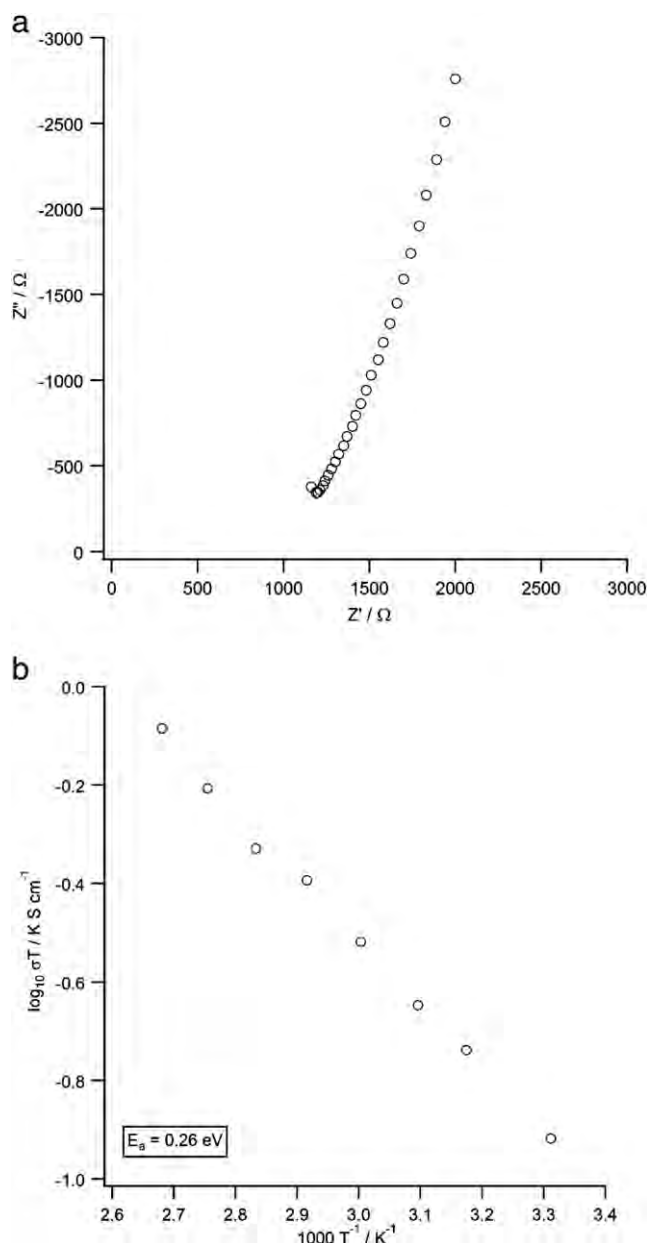 a
-3000
-2500
-2000
-1500
-1000
-500
0
Z'' / Ω
0 500 1000 1500 2000 2500 3000
Z' / Ω
b
0.0
-0.2
-0.4
-0.6
-0.8
-1.0
log₁₀ σT / K S cm⁻¹
Eₐ = 0.26 eV
2.6 2.7 2.8 2.9 3.0 3.1 3.2 3.3 3.4
1000 T⁻¹ / K⁻¹